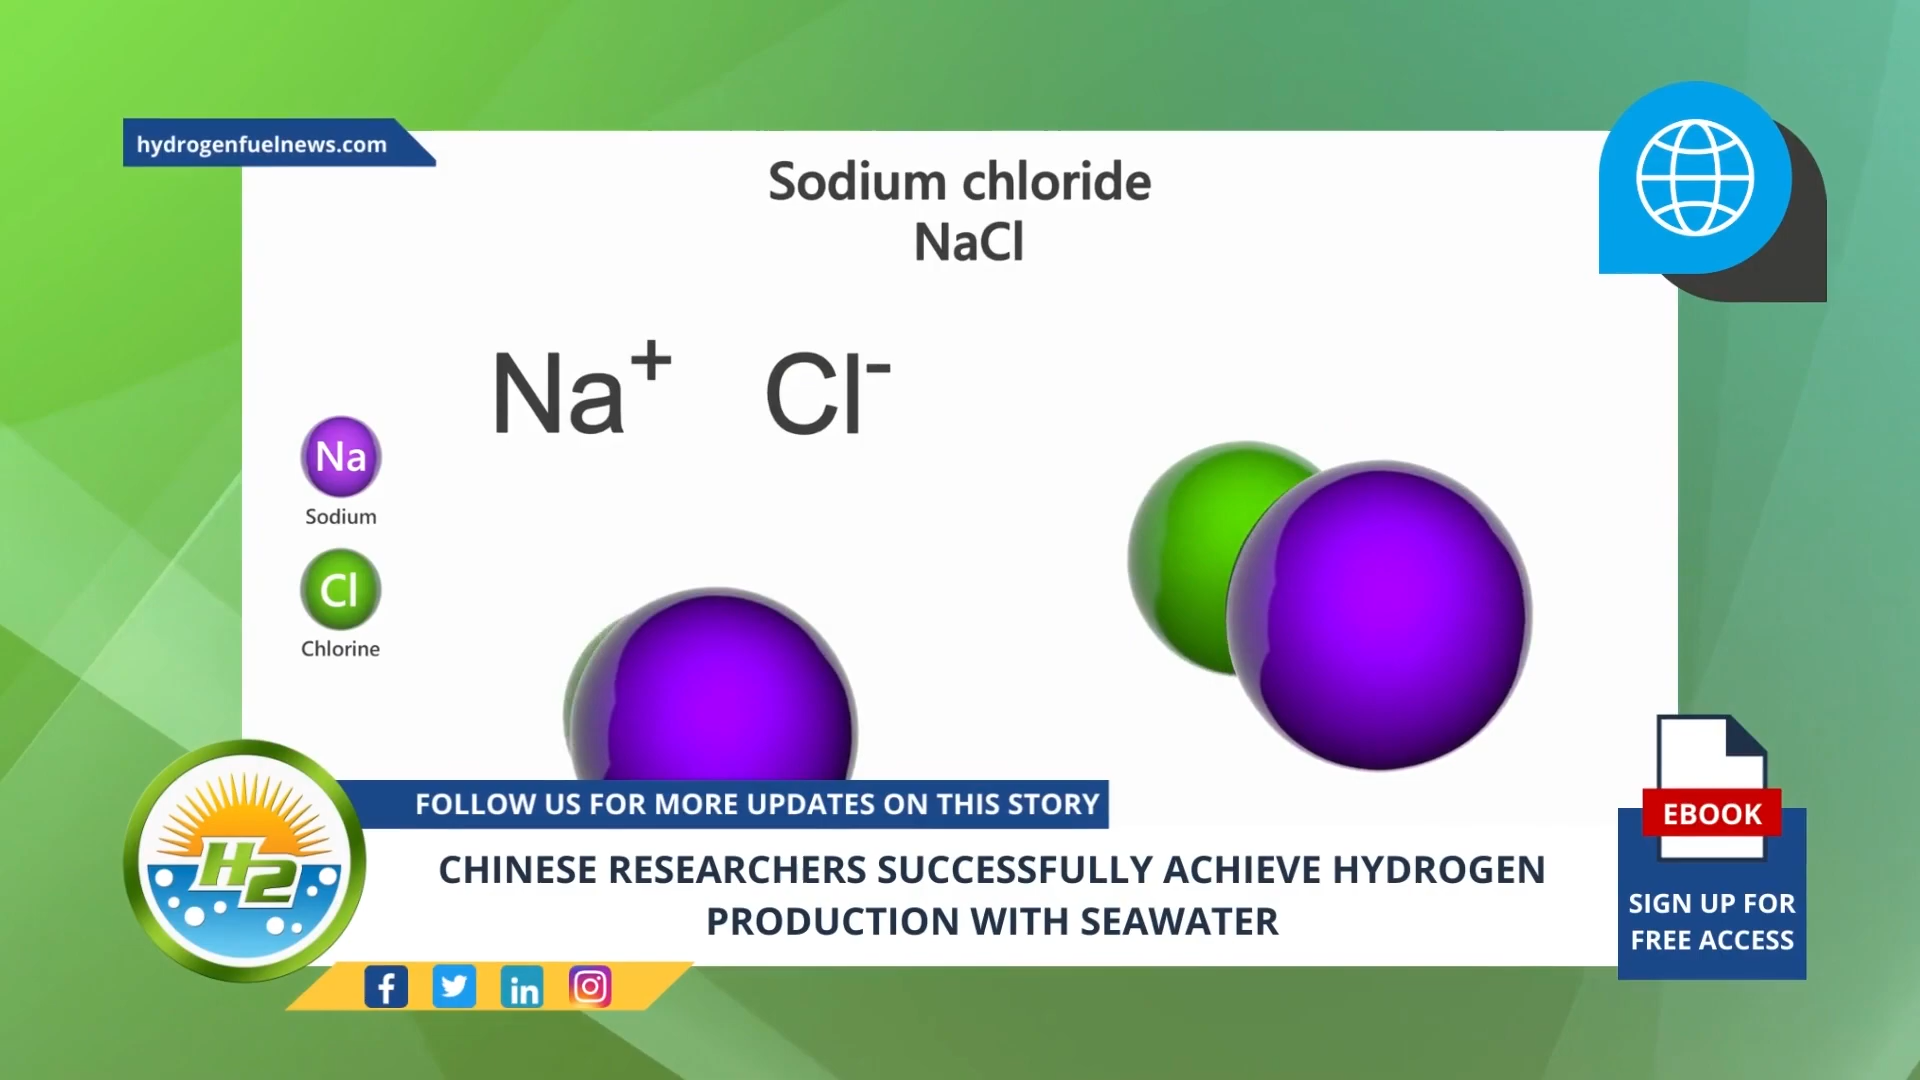 hydrogenfuelnews.com
Sodium chloride
NaCl
Na⁺ Cl⁻
Na
Sodium
Cl
Chlorine
FOLLOW US FOR MORE UPDATES ON THIS STORY
H2
CHINESE RESEARCHERS SUCCESSFULLY ACHIEVE HYDROGEN
PRODUCTION WITH SEAWATER
EBOOK
SIGN UP FOR
FREE ACCESS
f
in